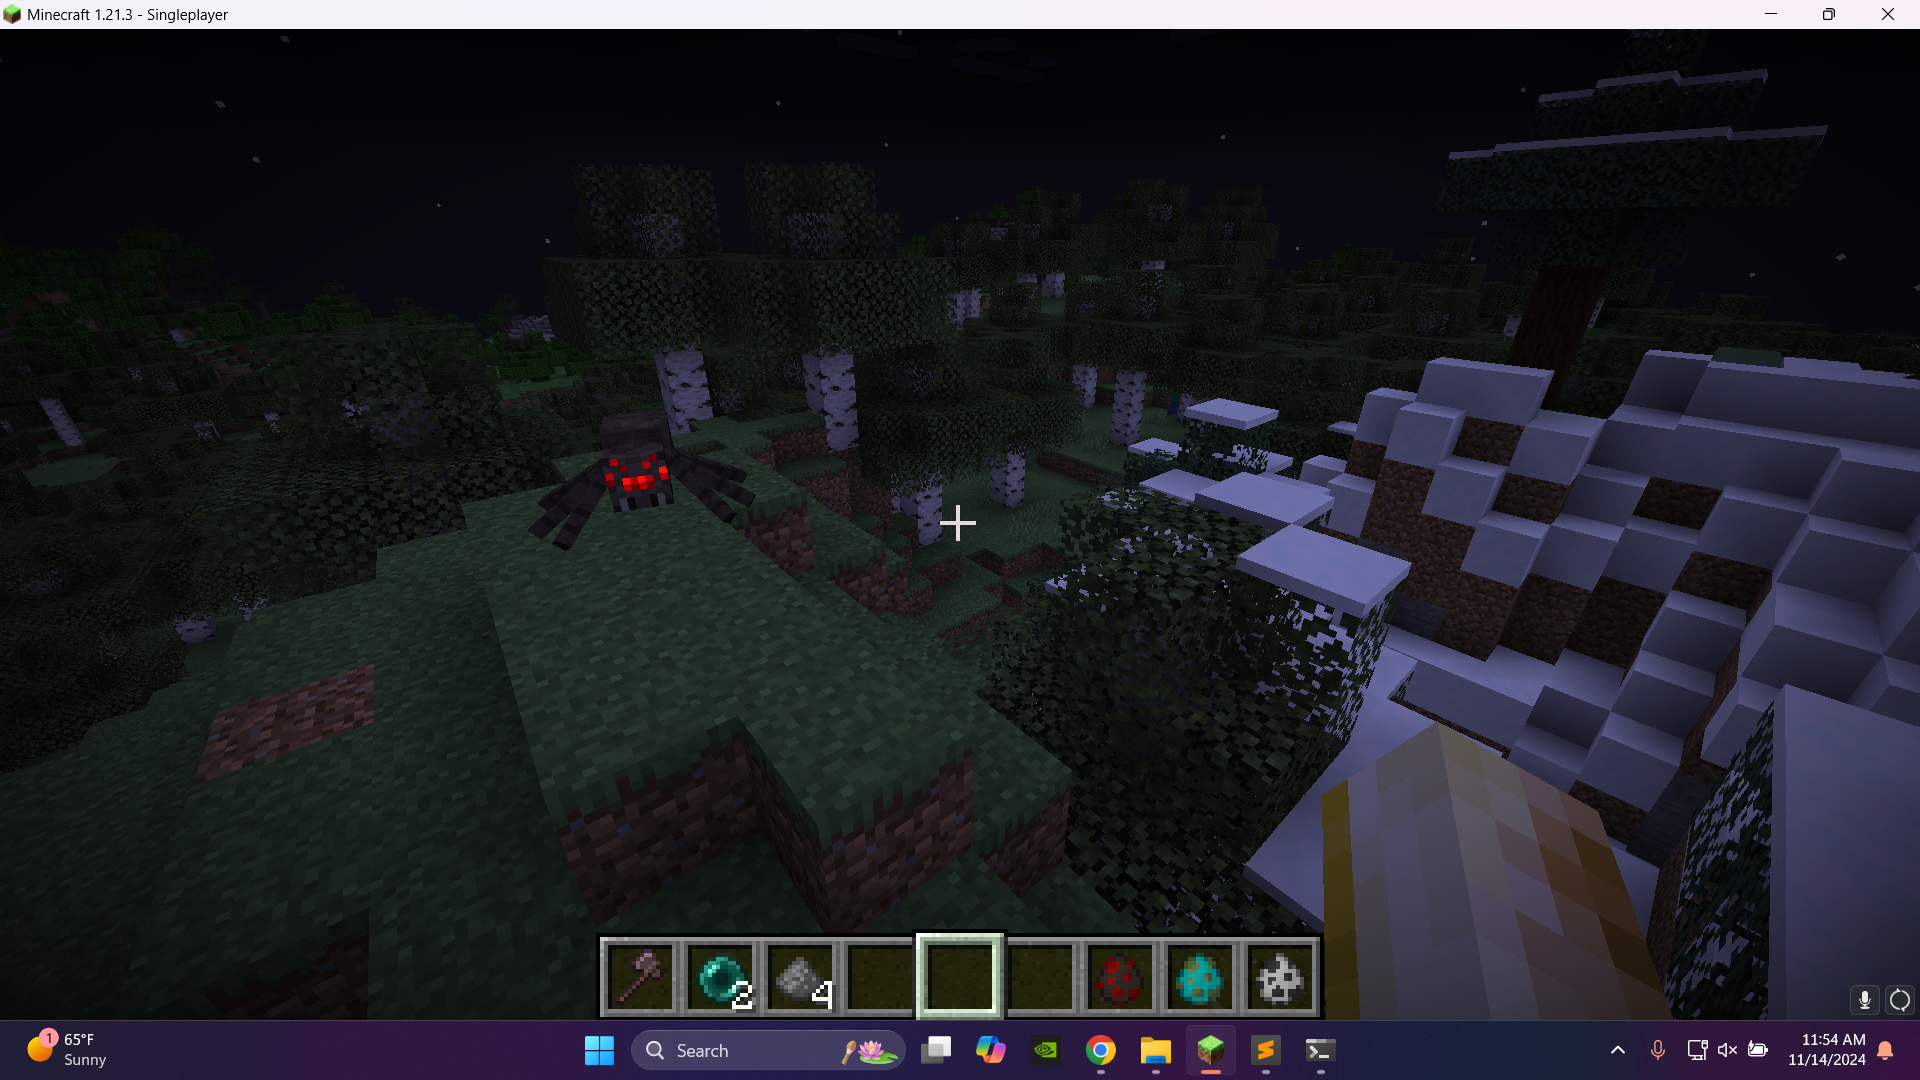 Minecraft 1.21.3 - Singleplayer
2
4
1
65°F
Sunny
Search
11:54 AM
11/14/2024